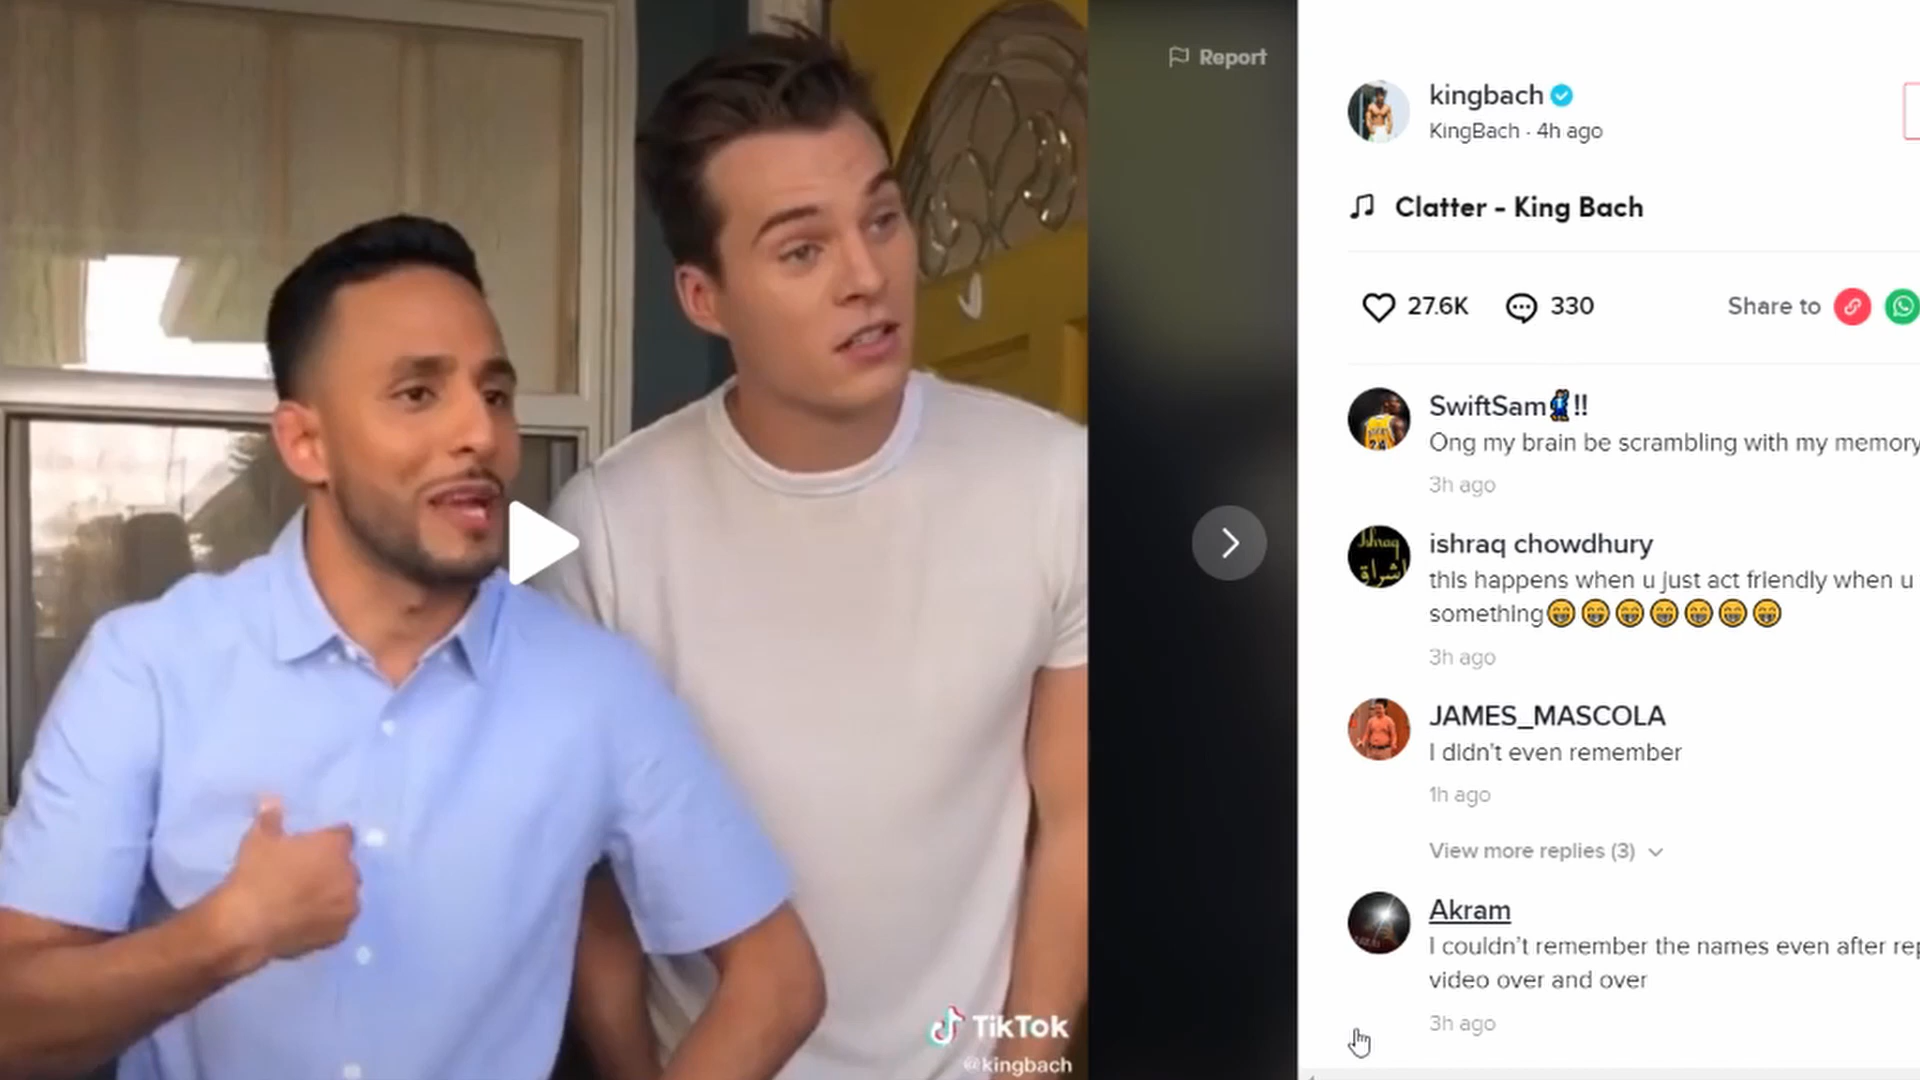 Report
kingbach
KingBach · 4h ago
Clatter - King Bach
27.6K
330
Share to
SwiftSam !!
Ong my brain be scrambling with my memory
3h ago
ishraq chowdhury
this happens when u just act friendly when u
something
3h ago
JAMES_MASCOLA
I dIdn't even remember
1h ago
View more replies (3)
Akram
I couldn't remember the names even after rep
video over and over
3h ago
Ishraq
إشراق
24
TikTok
@kingbach